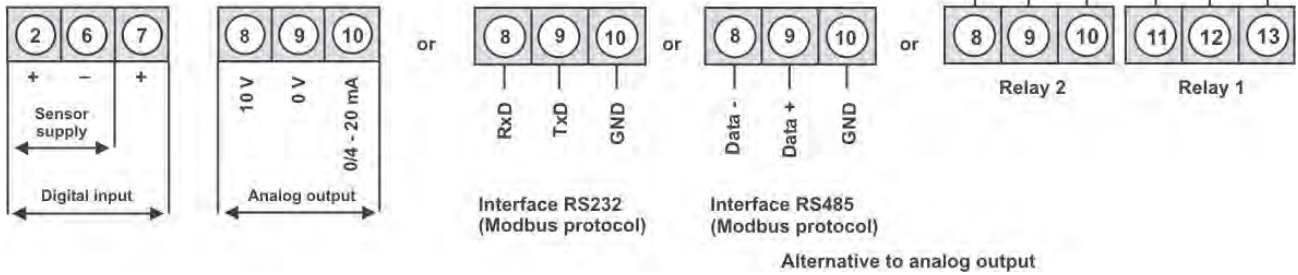 2 6 7
+ – +
Sensor
supply
Digital input
8 9 10
10 V
0 V
0/4 - 20 mA
Analog output
or
8 9 10
RxD
TxD
GND
Interface RS232
(Modbus protocol)
or
8 9 10
Data -
Data +
GND
Interface RS485
(Modbus protocol)
or
8 9 10
Relay 2
11 12 13
Relay 1
Alternative to analog output